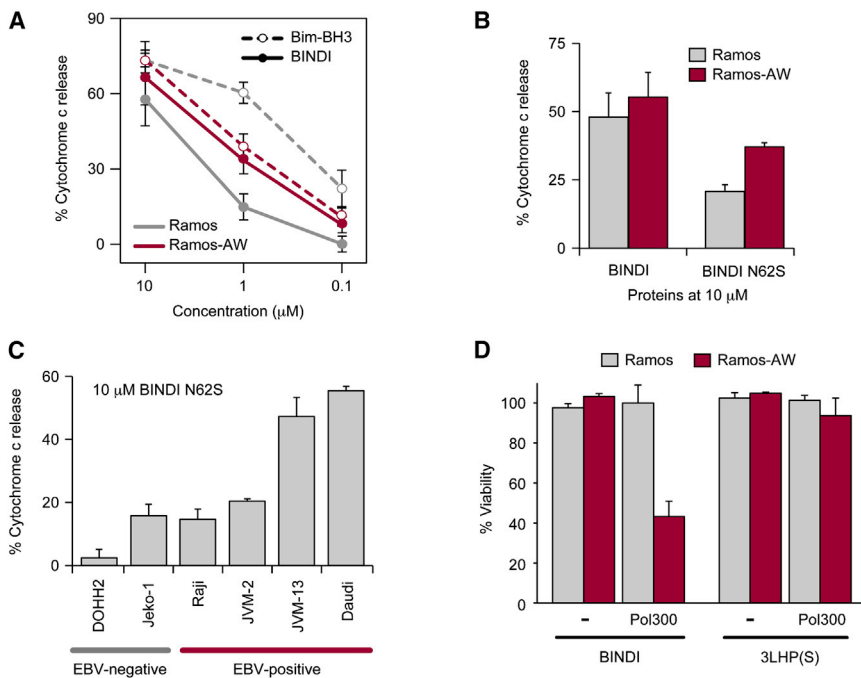 A
90
60
30
0
% Cytochrome c release
Bim-BH3
BINDI
Ramos
Ramos-AW
10
1
0.1
Concentration (μM)
B
75
50
25
0
% Cytochrome c release
Ramos
Ramos-AW
BINDI
BINDI N62S
Proteins at 10 μM
C
60
40
20
0
% Cytochrome c release
10 μM BINDI N62S
DOHH2
Jeko-1
Raji
JVM-2
JVM-13
Daudi
EBV-negative
EBV-positive
D
Ramos
Ramos-AW
100
80
60
40
20
0
% Viability
-
Pol300
-
Pol300
BINDI
3LHP(S)